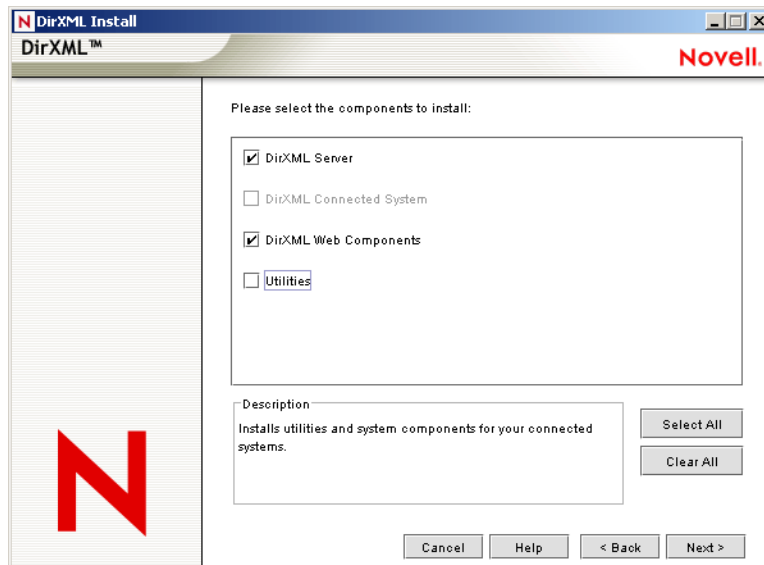 DirXML Install
DirXML™
Novell.
Please select the components to install:
DirXML Server
DirXML Connected System
DirXML Web Components
Utilities
Description
Installs utilities and system components for your connected
systems.
Select All
Clear All
Cancel Help < Back Next >